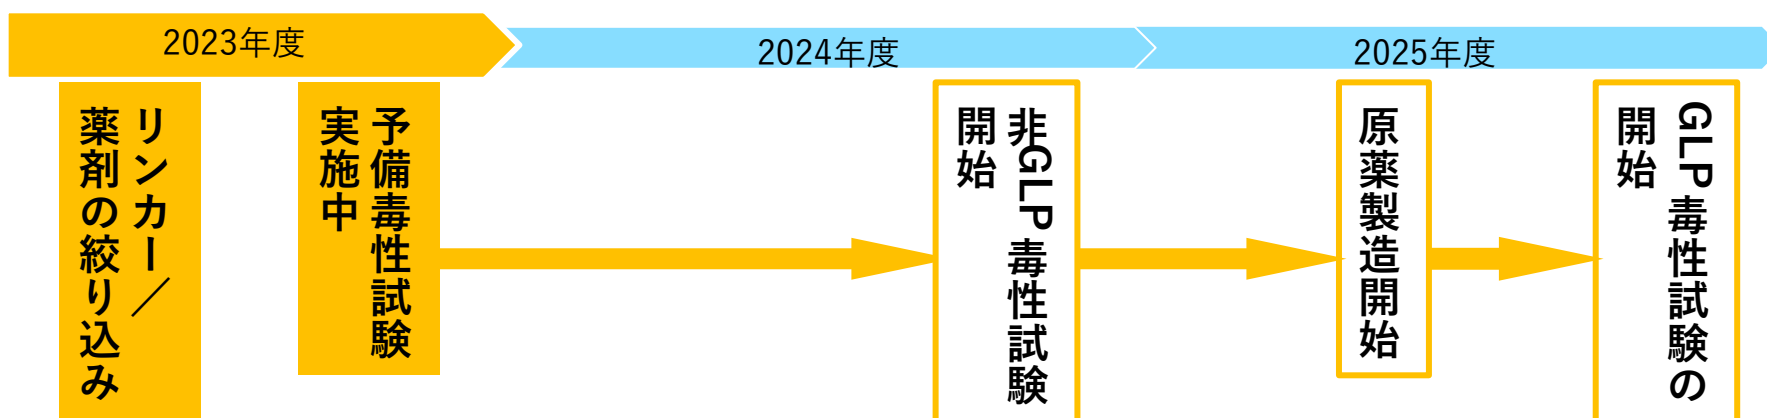 2023年度
2024年度
2025年度
リンカー／
薬剤の絞り込み
予備毒性試験
実施中
非GLP毒性試験
開始
原薬製造開始
GLP毒性試験の
開始